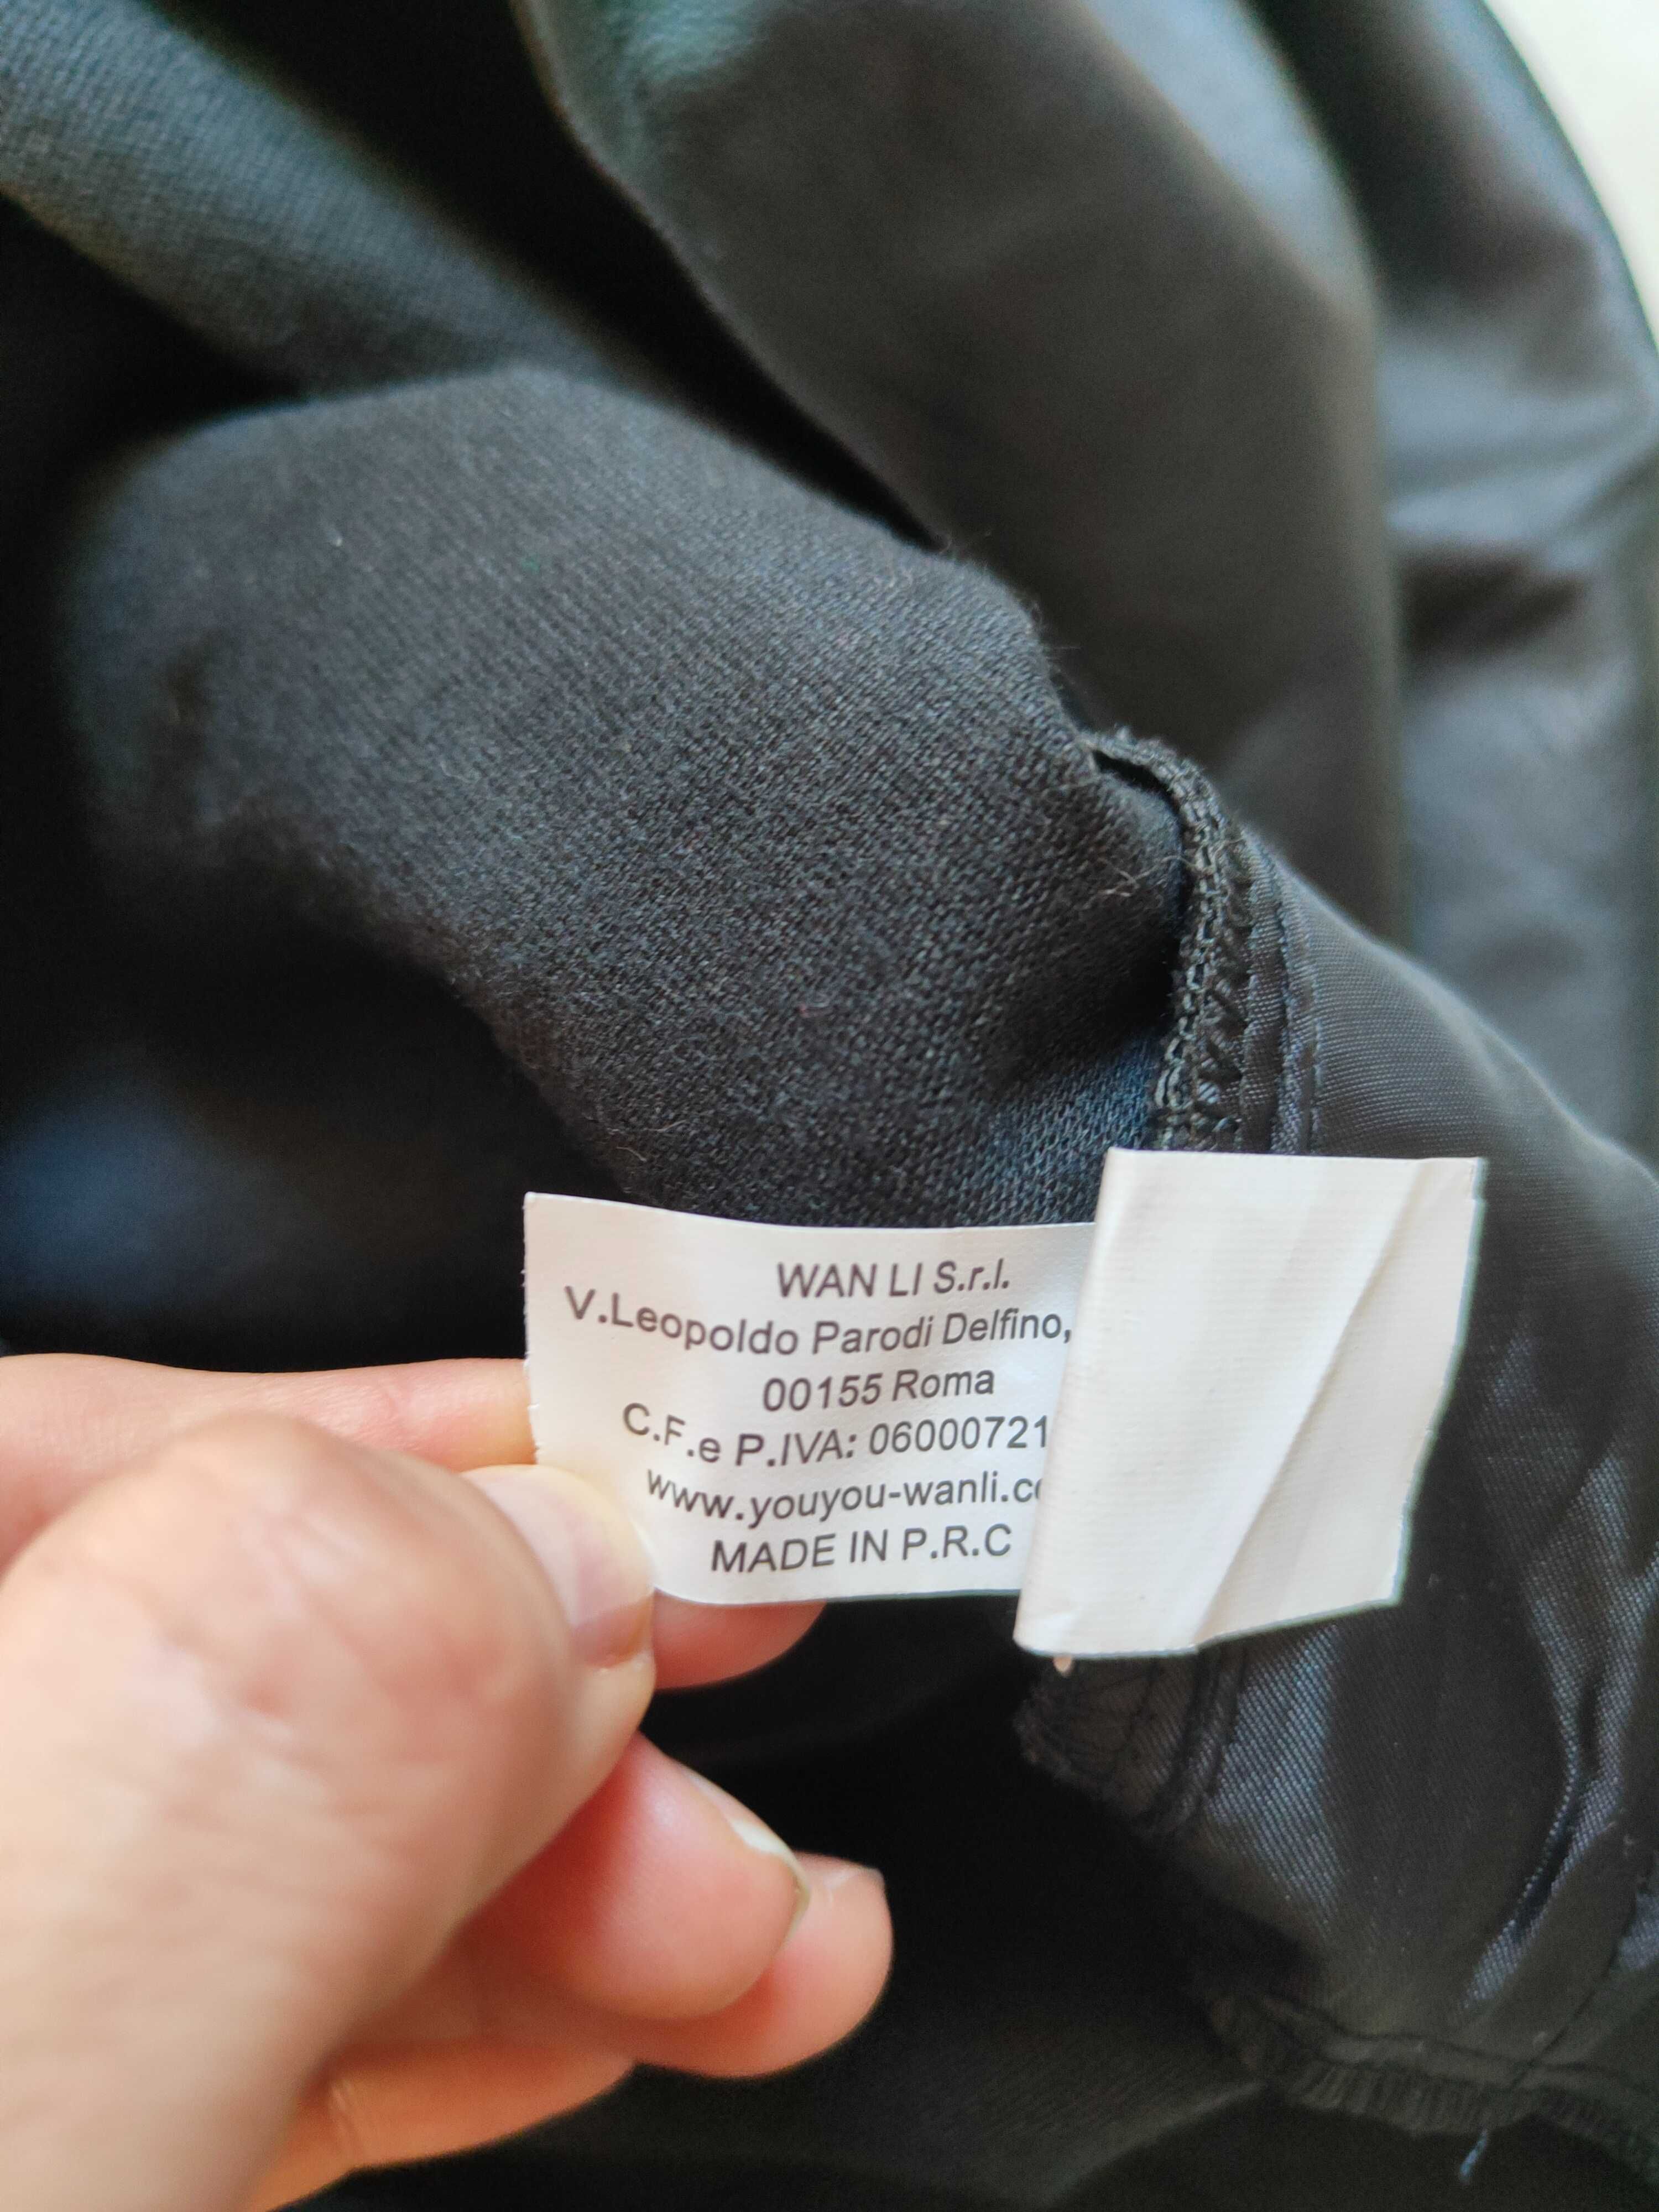 WAN LI S.r.l.
V.Leopoldo Parodi Delfino,
00155 Roma
C.F.e P.IVA: 06000721
www.youyou-wanli.c
MADE IN P.R.C